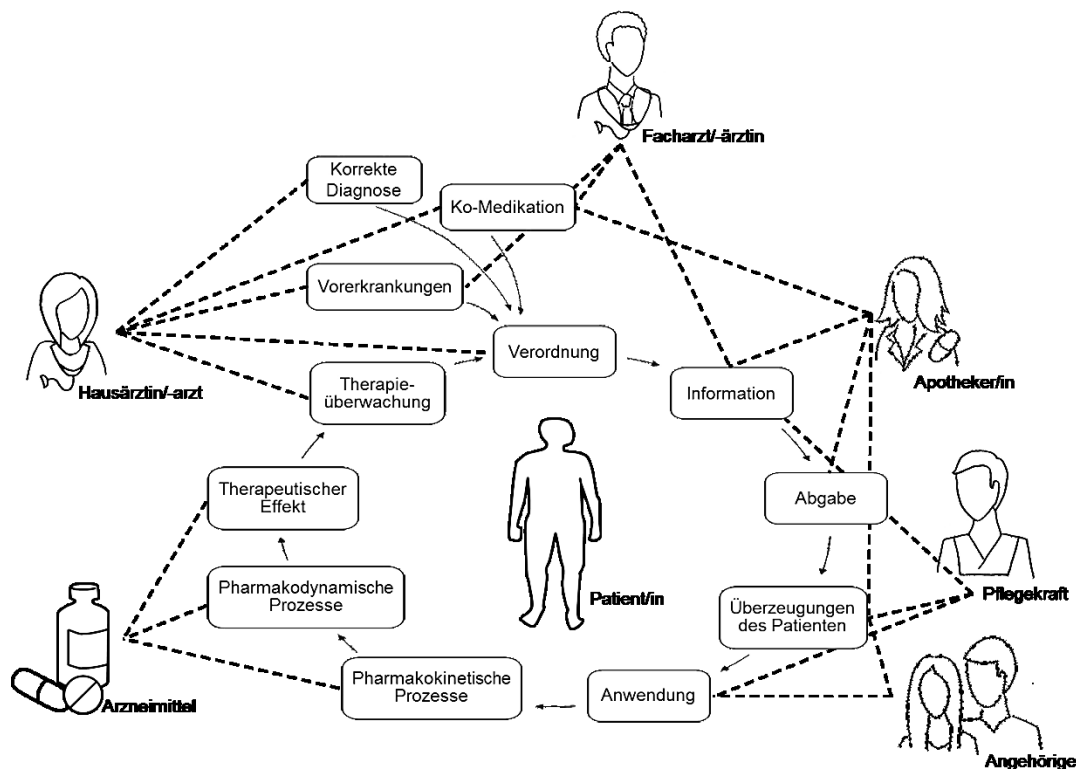 Facharzt/-ärztin
Korrekte
Diagnose
Ko-Medikation
Vorerkrankungen
Verordnung
Hausärztin/-arzt
Therapie-
überwachung
Information
Apotheker/in
Therapeutischer
Effekt
Abgabe
Pharmakodynamische
Prozesse
Patient/in
Überzeugungen
des Patienten
Pflegekraft
Pharmakokinetische
Prozesse
Anwendung
Arzneimittel
Angehörige